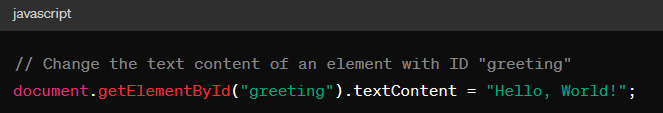 javascript
// Change the text content of an element with ID "greeting"
document.getElementById("greeting").textContent = "Hello, World!";